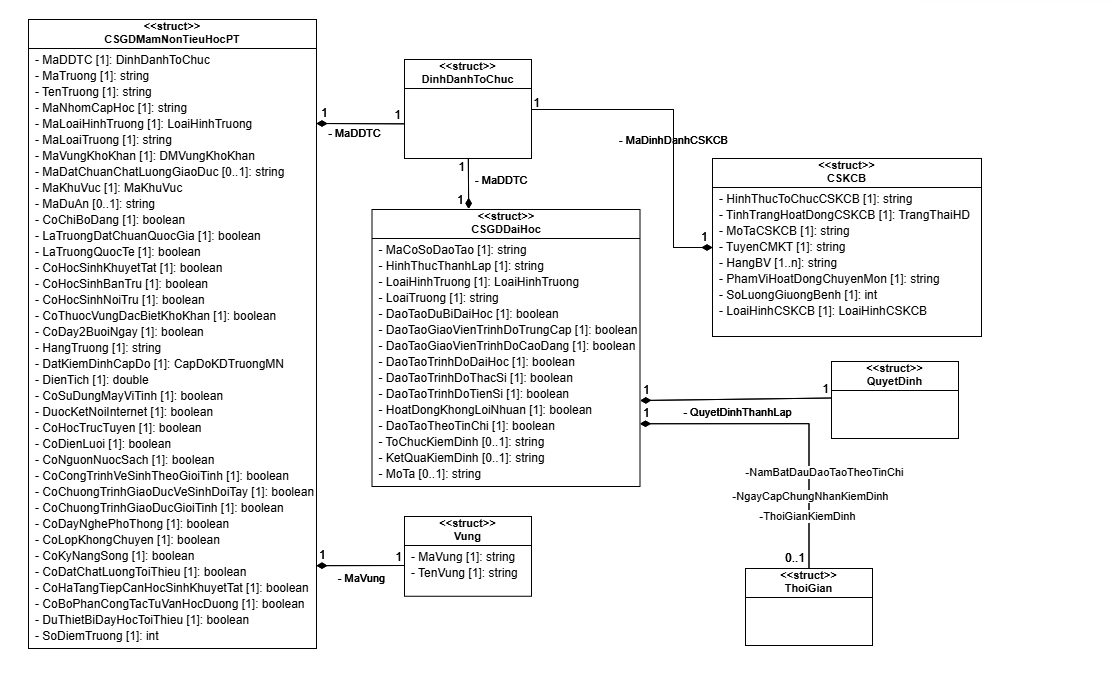 <<struct>>
CSGDMamNonTieuHocPT
- MaDDTC [1]: DinhDanhToChuc
- MaTruong [1]: string
- TenTruong [1]: string
- MaNhomCapHoc [1]: string
- MaLoaiHinhTruong [1]: LoaiHinhTruong
- MaLoaiTruong [1]: string
- MaVungKhoKhan [1]: DMVungKhoKhan
- MaDatChuanChatLuongGiaoDuc [0..1]: string
- MaKhuVuc [1]: MaKhuVuc
- MaDuAn [0..1]: string
- CoChiBoDang [1]: boolean
- LaTruongDatChuanQuocGia [1]: boolean
- LaTruongQuocTe [1]: boolean
- CoHocSinhKhuyetTat [1]: boolean
- CoHocSinhBanTru [1]: boolean
- CoHocSinhNoiTru [1]: boolean
- CoThuocVungDacBietKhoKhan [1]: boolean
- CoDay2BuoiNgay [1]: boolean
- HangTruong [1]: string
- DatKiemDinhCapDo [1]: CapDoKDTruongMN
- DienTich [1]: double
- CoSuDungMayViTinh [1]: boolean
- DuocKetNoiInternet [1]: boolean
- CoHocTrucTuyen [1]: boolean
- CoDienLuoi [1]: boolean
- CoNguonNuocSach [1]: boolean
- CoCongTrinhVeSinhTheoGioiTinh [1]: boolean
- CoChuongTrinhGiaoDucVeSinhDoiTay [1]: boolean
- CoChuongTrinhGiaoDucGioiTinh [1]: boolean
- CoDayNghePhoThong [1]: boolean
- CoLopKhongChuyen [1]: boolean
- CoKyNangSong [1]: boolean
- CoDatChatLuongToiThieu [1]: boolean
- CoHaTangTiepCanHocSinhKhuyetTat [1]: boolean
- CoBoPhanCongTacTuVanHocDuong [1]: boolean
- DuThietBiDayHocToiThieu [1]: boolean
- SoDiemTruong [1]: int
1
1
- MaDDTC
<<struct>>
DinhDanhToChuc
1
- MaDinhDanhCSKCB
1
1
- MaDDTC
1
<<struct>>
CSKCB
- HinhThucToChucCSKCB [1]: string
- TinhTrangHoatDongCSKCB [1]: TrangThaiHD
- MoTaCSKCB [1]: string
- TuyenCMKT [1]: string
- HangBV [1..n]: string
- PhamViHoatDongChuyenMon [1]: string
- SoLuongGiuongBenh [1]: int
- LoaiHinhCSKCB [1]: LoaiHinhCSKCB
<<struct>>
CSGDDaiHoc
- MaCoSoDaoTao [1]: string
- HinhThucThanhLap [1]: string
- LoaiHinhTruong [1]: LoaiHinhTruong
- LoaiTruong [1]: string
- DaoTaoDuBiDaiHoc [1]: boolean
- DaoTaoGiaoVienTrinhDoTrungCap [1]: boolean
- DaoTaoGiaoVienTrinhDoCaoDang [1]: boolean
- DaoTaoTrinhDoDaiHoc [1]: boolean
- DaoTaoTrinhDoThacSi [1]: boolean
- DaoTaoTrinhDoTienSi [1]: boolean
- HoatDongKhongLoiNhuan [1]: boolean
- DaoTaoTheoTinChi [1]: boolean
- ToChucKiemDinh [0..1]: string
- KetQuaKiemDinh [0..1]: string
- MoTa [0..1]: string
1
1
- QuyetDinhThanhLap
<<struct>>
QuyetDinh
1
-NamBatDauDaoTaoTheoTinChi
-NgayCapChungNhanKiemDinh
-ThoiGianKiemDinh
0..1
<<struct>>
ThoiGian
1
1
- MaVung
<<struct>>
Vung
- MaVung [1]: string
- TenVung [1]: string